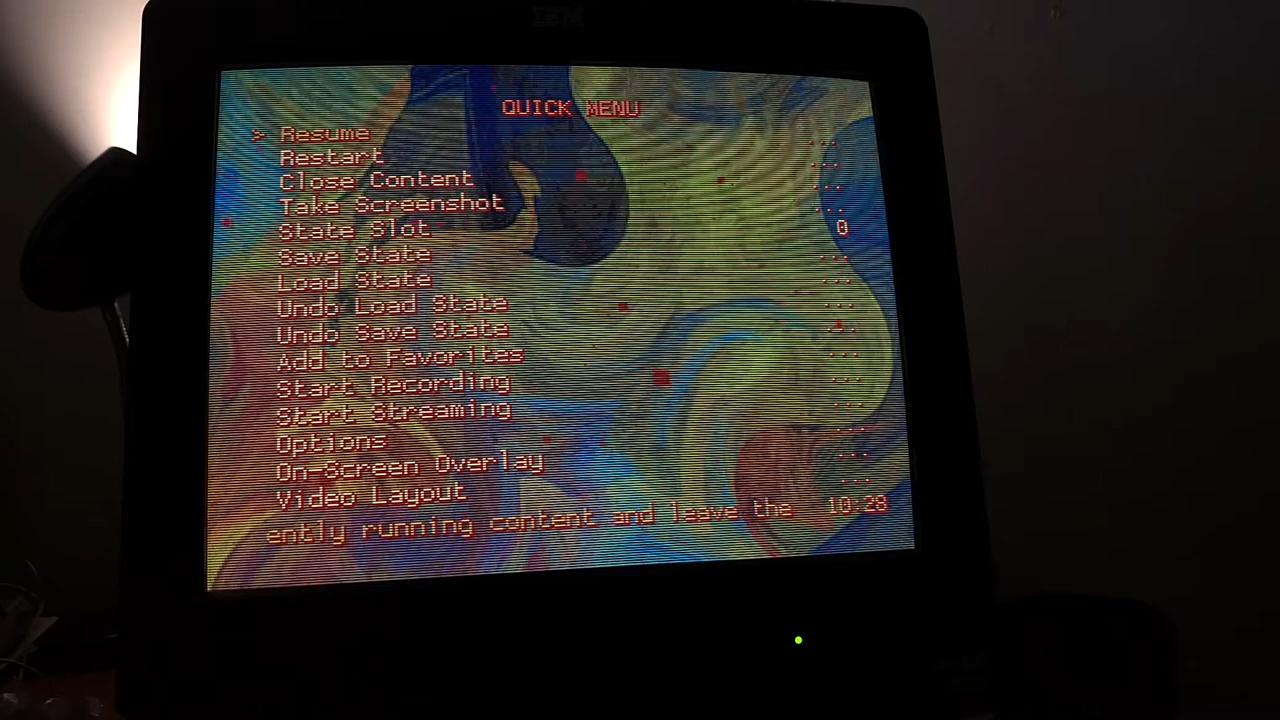 IBM
QUICK MENU
> Resume ...
Restart ...
Close Content ...
Take Screenshot ...
State Slot 0
Save State ...
Load State ...
Undo Load State ...
Undo Save State ...
Add to Favorites ...
Start Recording ...
Start Streaming ...
Options ...
On-Screen Overlay ...
Video Layout ...
ently running content and leave the 10:28